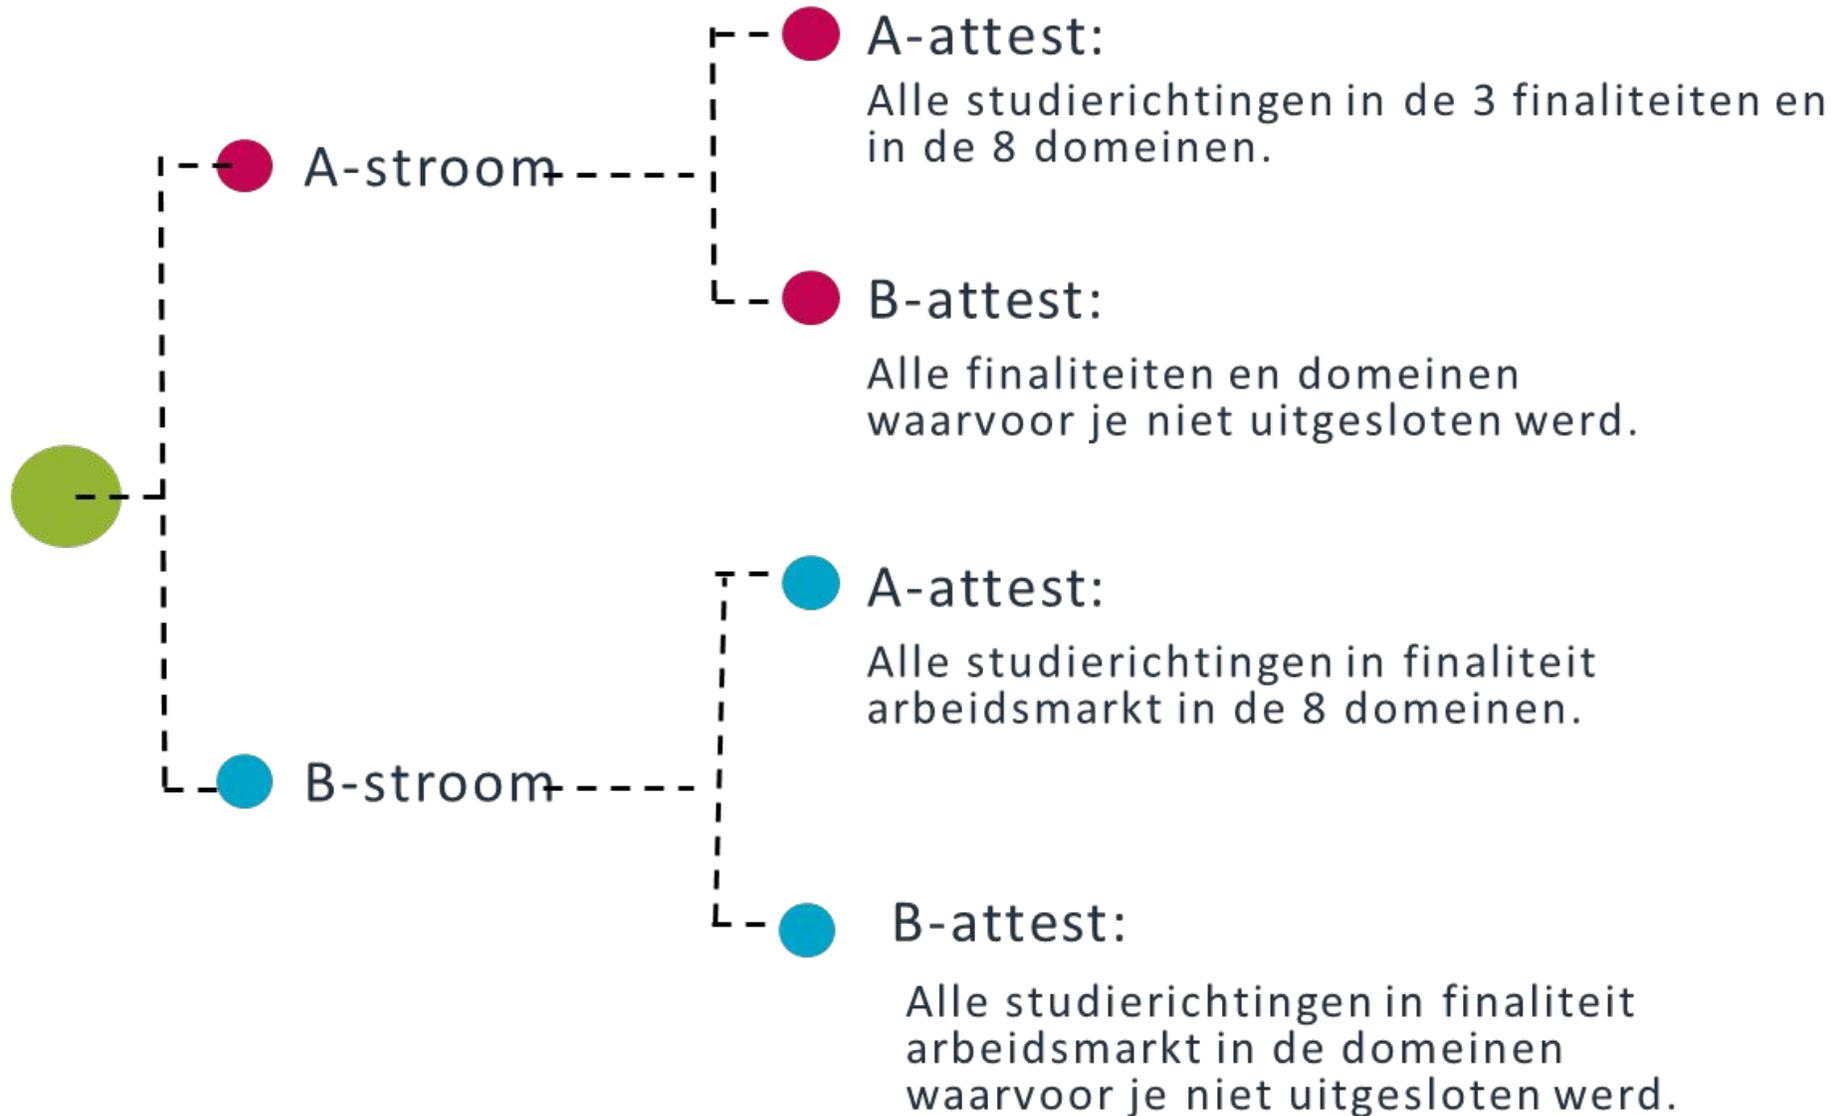 A-stroom
A-attest:
Alle studierichtingen in de 3 finaliteiten en
in de 8 domeinen.
B-attest:
Alle finaliteiten en domeinen
waarvoor je niet uitgesloten werd.
B-stroom
A-attest:
Alle studierichtingen in finaliteit
arbeidsmarkt in de 8 domeinen.
B-attest:
Alle studierichtingen in finaliteit
arbeidsmarkt in de domeinen
waarvoor je niet uitgesloten werd.